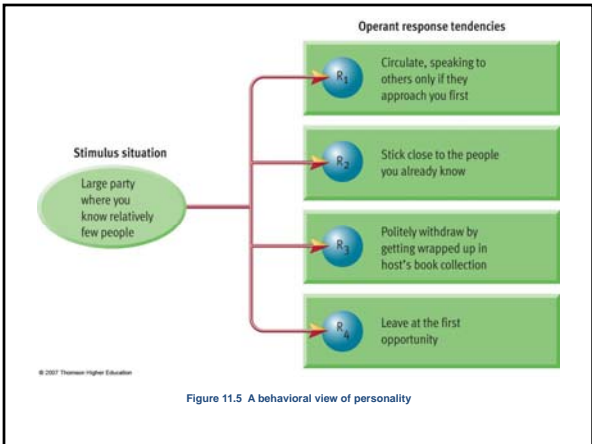 Operant response tendencies
R1
Circulate, speaking to
others only if they
approach you first
Stimulus situation
Large party
where you
know relatively
few people
R2
Stick close to the people
you already know
R3
Politely withdraw by
getting wrapped up in
host's book collection
R4
Leave at the first
opportunity
© 2007 Thomson Higher Education
Figure 11.5 A behavioral view of personality